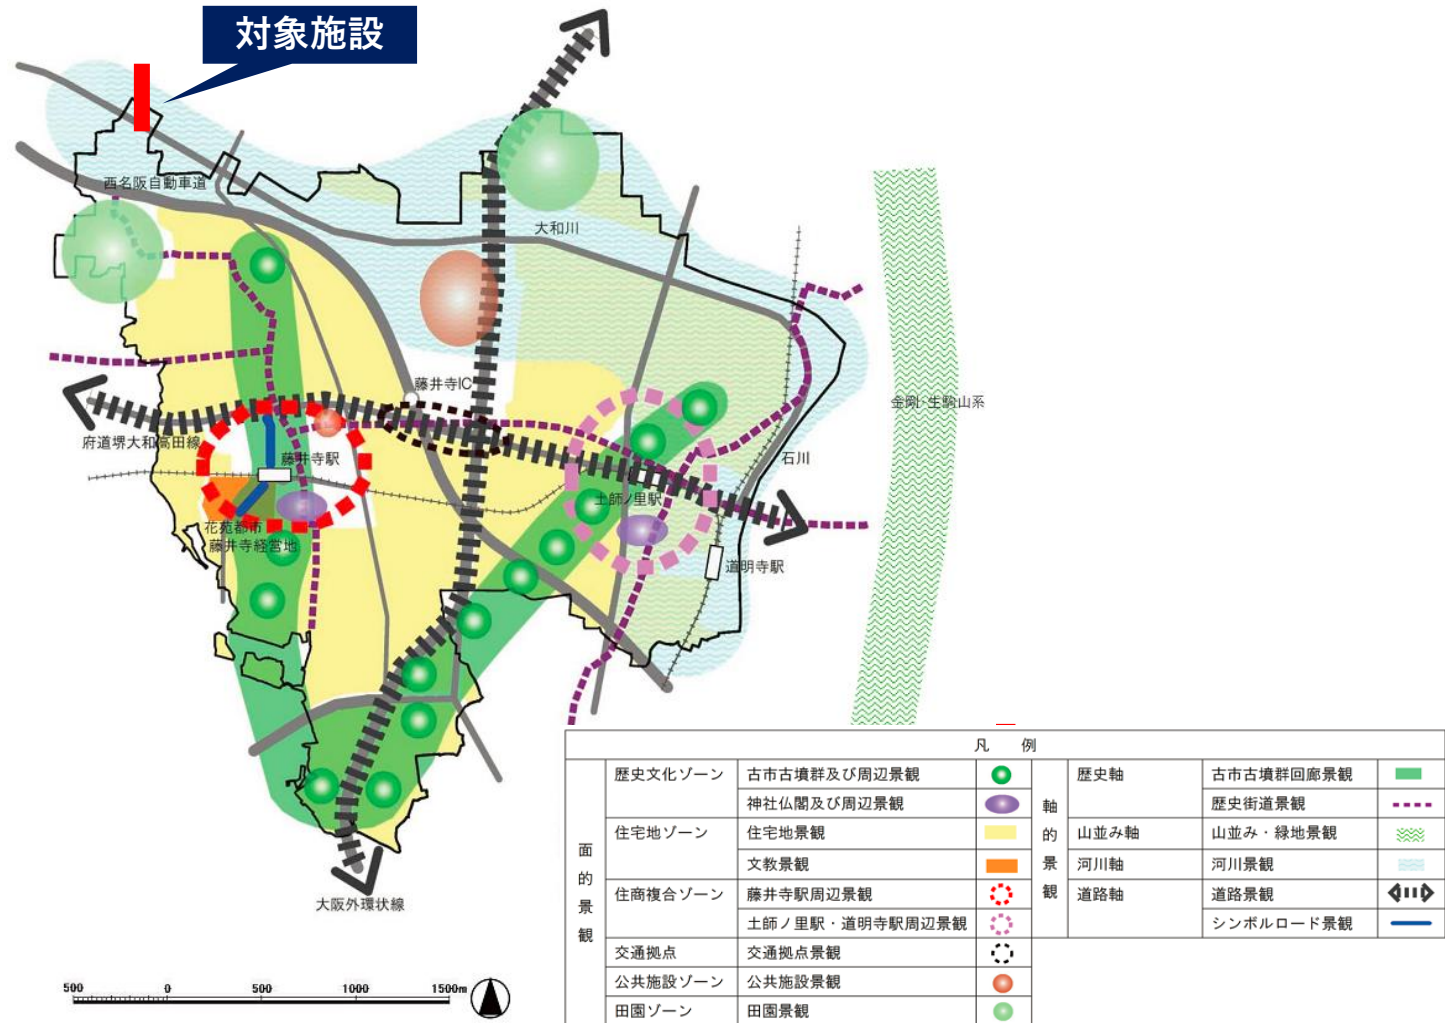 対象施設
西名阪自動車道
大和川
藤井寺IC
金剛・生駒山系
府道堺大和高田線
藤井寺駅
石川
土師ノ里駅
花苑都市
藤井寺経営地
道明寺駅
大阪外環状線
500 0 500 1000 1500m
凡 例
面的景観
歴史文化ゾーン 古市古墳群及び周辺景観
神社仏閣及び周辺景観
住宅地ゾーン 住宅地景観
文教景観
住商複合ゾーン 藤井寺駅周辺景観
土師ノ里駅・道明寺駅周辺景観
交通拠点 交通拠点景観
公共施設ゾーン 公共施設景観
田園ゾーン 田園景観
軸的景観
歴史軸 古市古墳群回廊景観
歴史街道景観
山並み軸 山並み・緑地景観
河川軸 河川景観
道路軸 道路景観
シンボルロード景観